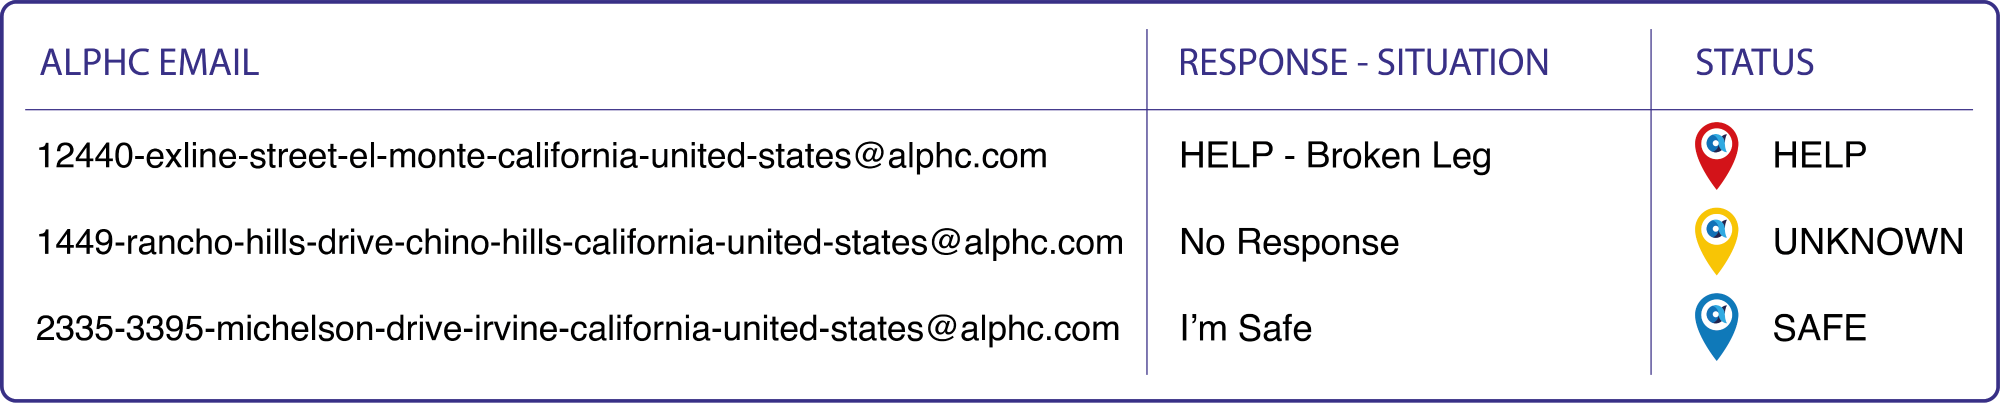 ALPHC EMAIL RESPONSE - SITUATION STATUS
12440-exline-street-el-monte-california-united-states@alphc.com HELP - Broken Leg HELP
1449-rancho-hills-drive-chino-hills-california-united-states@alphc.com No Response UNKNOWN
2335-3395-michelson-drive-irvine-california-united-states@alphc.com I’m Safe SAFE